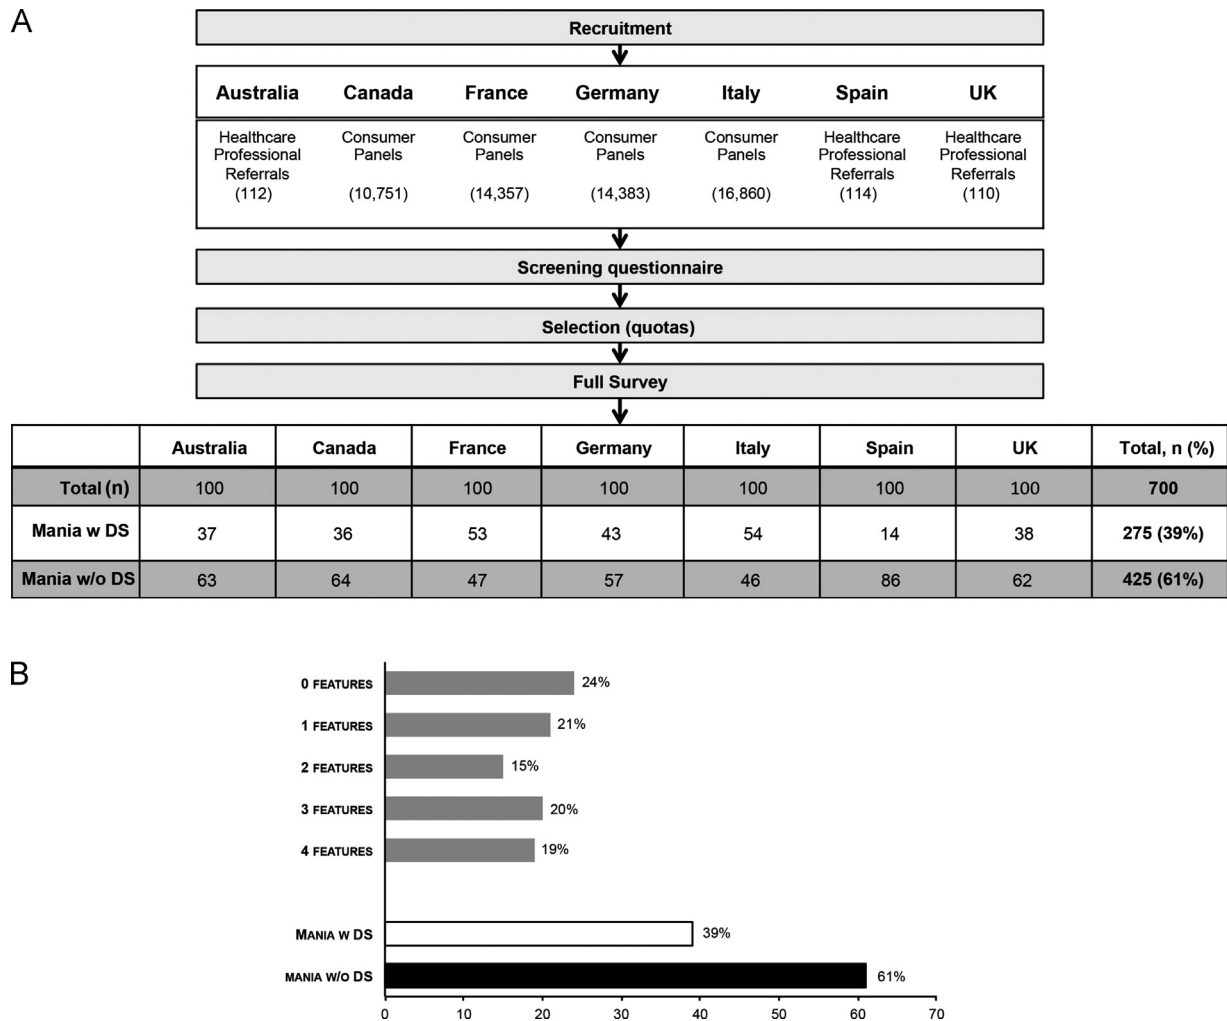 A
Recruitment
Australia Canada France Germany Italy Spain UK
Healthcare Consumer Consumer Consumer Consumer Healthcare Healthcare
Professional Panels Panels Panels Panels Professional Professional
Referrals Referrals Referrals
(112) (10,751) (14,357) (14,383) (16,860) (114) (110)
Screening questionnaire
Selection (quotas)
Full Survey
Australia Canada France Germany Italy Spain UK Total, n (%)
Total (n) 100 100 100 100 100 100 100 700
Mania w DS 37 36 53 43 54 14 38 275 (39%)
Mania w/o DS 63 64 47 57 46 86 62 425 (61%)
B
0 FEATURES 24%
1 FEATURES 21%
2 FEATURES 15%
3 FEATURES 20%
4 FEATURES 19%
MANIA W DS 39%
MANIA W/O DS 61%
0 10 20 30 40 50 60 70